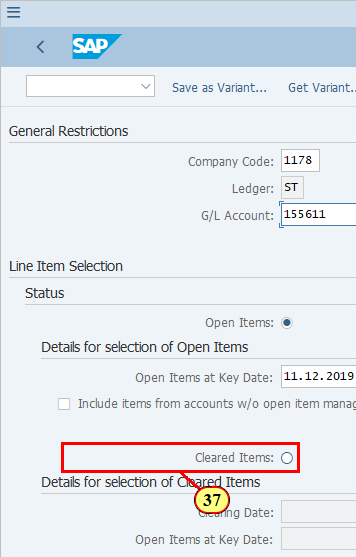 SAP
Save as Variant... Get Variant...
General Restrictions
Company Code: 1178
Ledger: ST
G/L Account: 155611
Line Item Selection
Status
Open Items:
Details for selection of Open Items
Open Items at Key Date: 11.12.2019
Include items from accounts w/o open item manag
Cleared Items:
37
Details for selection of Cleared Items
Clearing Date:
Open Items at Key Date: